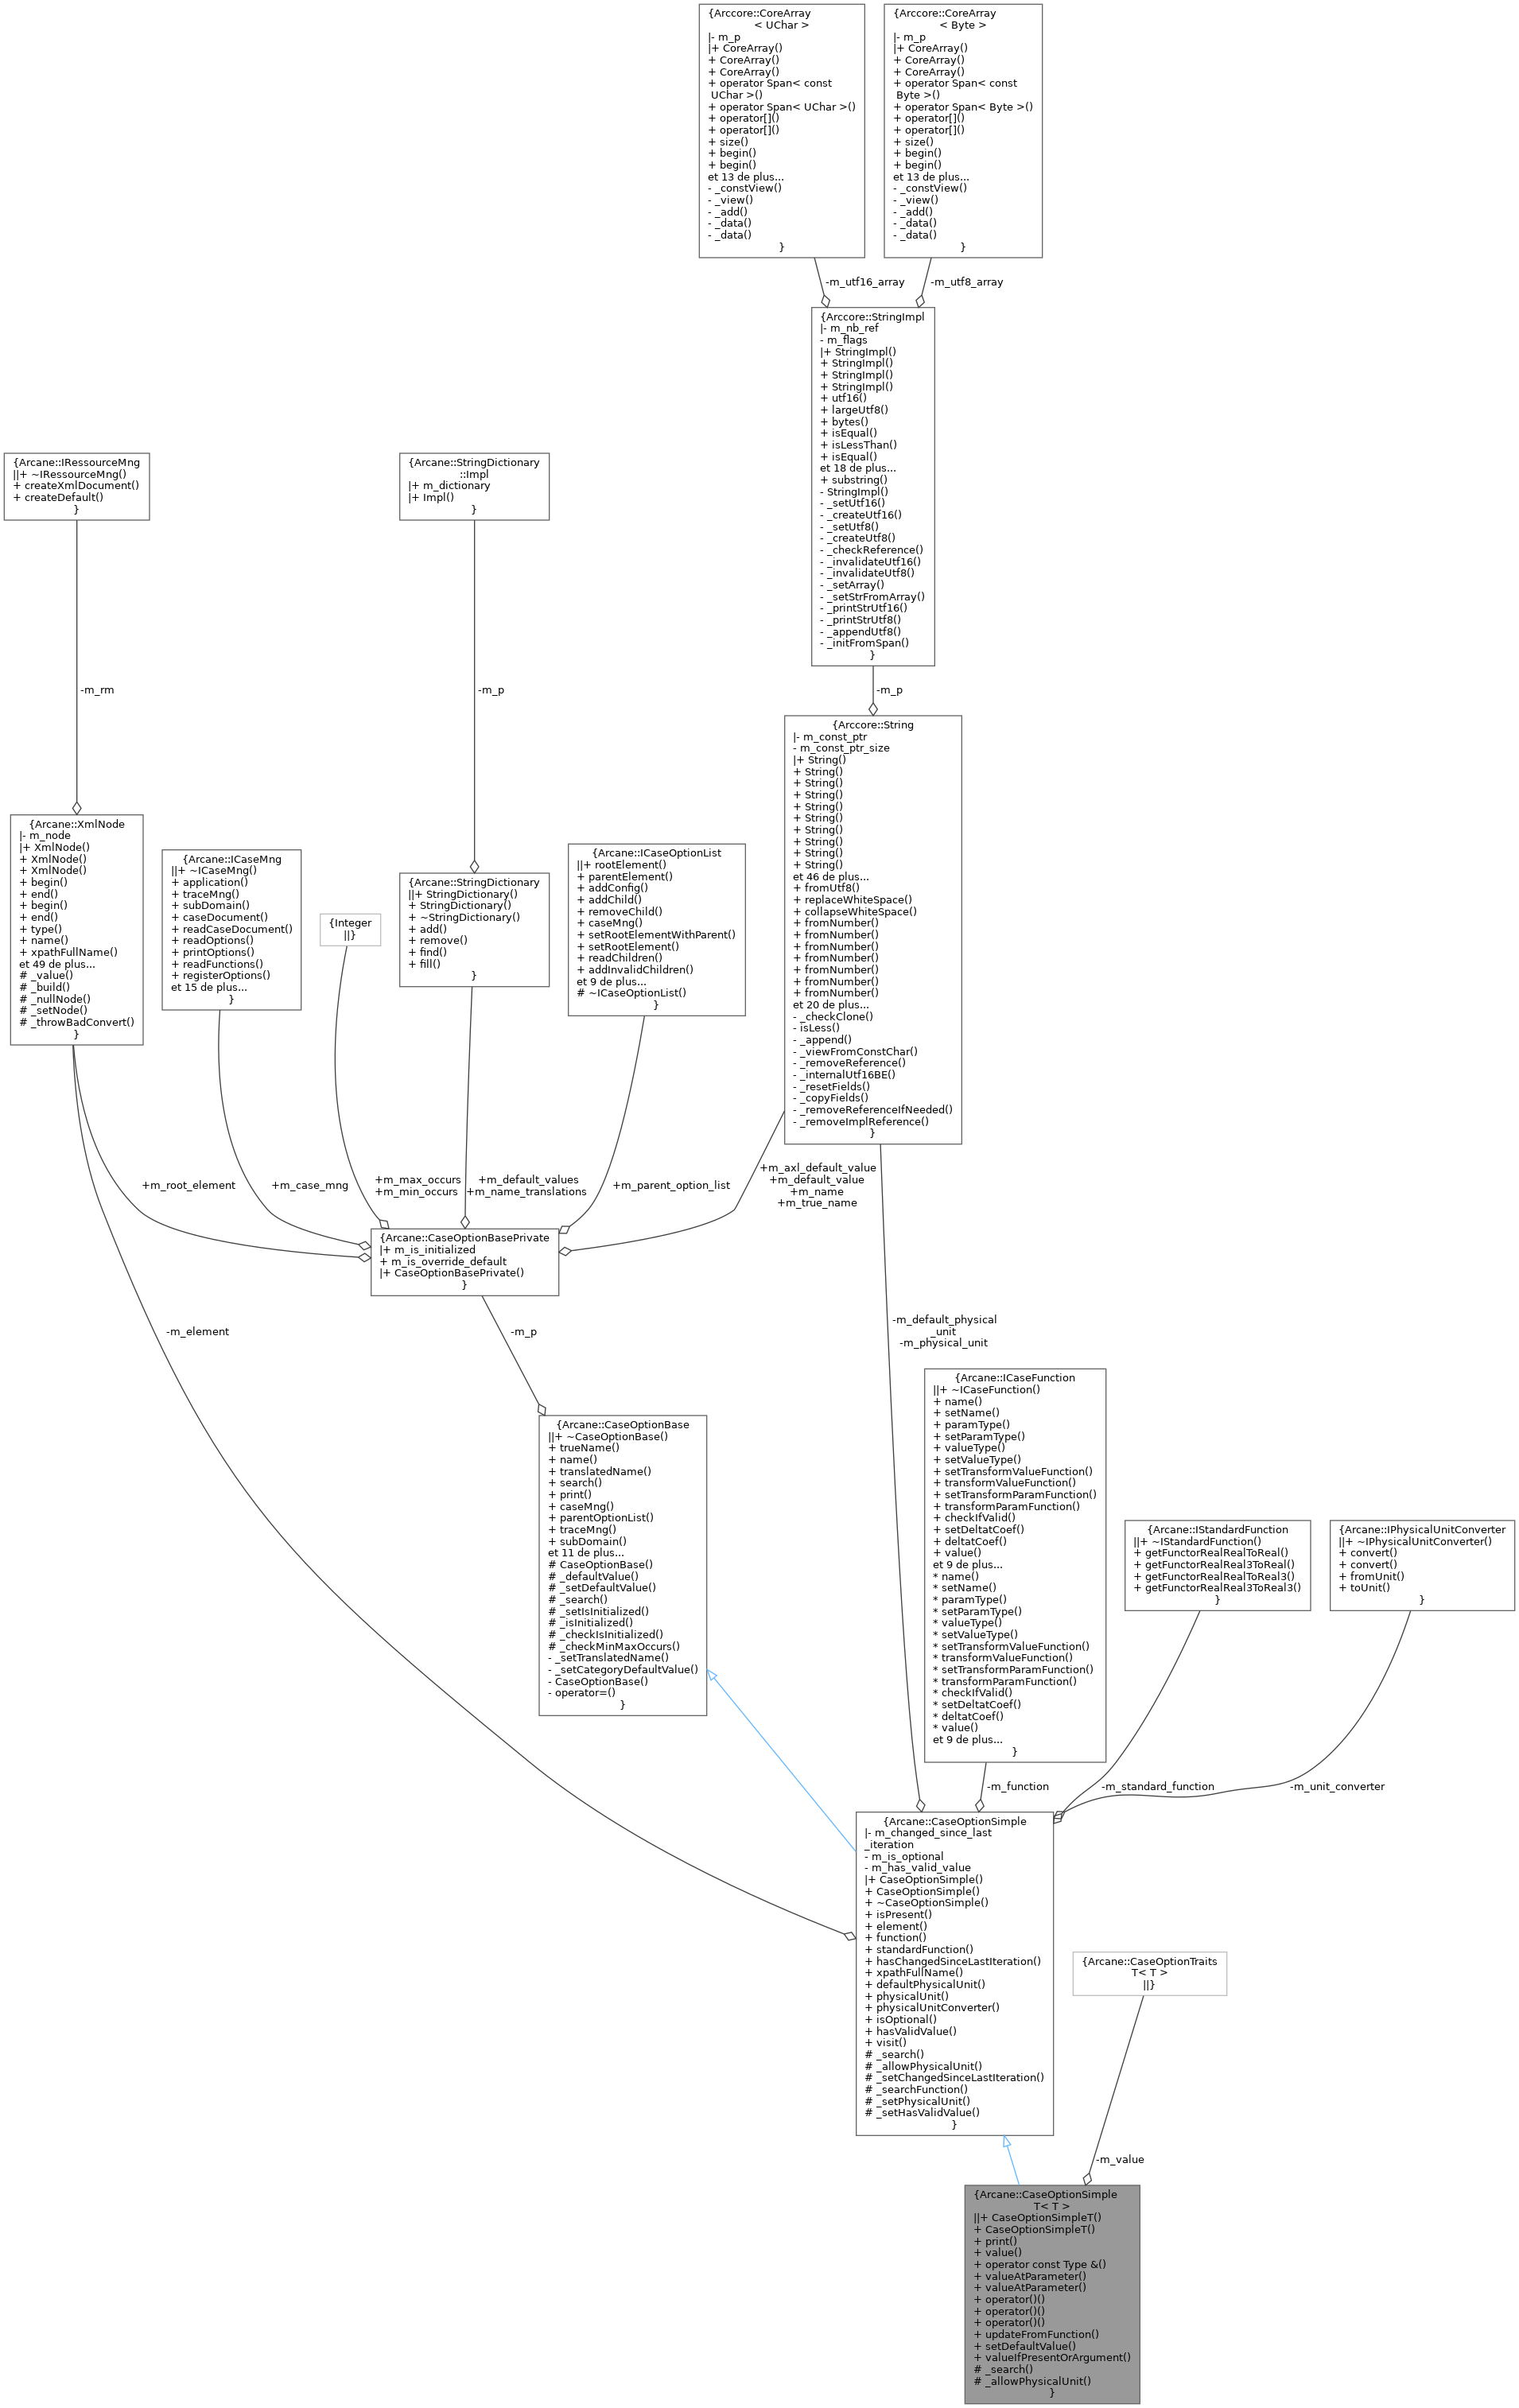 {Arccore::CoreArray
< UChar >
|- m_p
|+ CoreArray()
+ CoreArray()
+ CoreArray()
+ operator Span< const
UChar >()
+ operator Span< UChar >()
+ operator[]()
+ operator[]()
+ size()
+ begin()
+ begin()
et 13 de plus...
- _constView()
- _view()
- _add()
- _data()
- _data()
}
{Arccore::CoreArray
< Byte >
|- m_p
|+ CoreArray()
+ CoreArray()
+ CoreArray()
+ operator Span< const
Byte >()
+ operator Span< Byte >()
+ operator[]()
+ operator[]()
+ size()
+ begin()
+ begin()
et 13 de plus...
- _constView()
- _view()
- _add()
- _data()
- _data()
}
-m_utf16_array
-m_utf8_array
{Arccore::StringImpl
|- m_nb_ref
- m_flags
|+ StringImpl()
+ StringImpl()
+ StringImpl()
+ StringImpl()
+ utf16()
+ largeUtf8()
+ bytes()
+ isEqual()
+ isLessThan()
+ isEqual()
et 18 de plus...
+ substring()
- StringImpl()
- _setUtf16()
- _createUtf16()
- _setUtf8()
- _createUtf8()
- _checkReference()
- _invalidateUtf16()
- _invalidateUtf8()
- _setArray()
- _setStrFromArray()
- _printStrUtf16()
- _printStrUtf8()
- _appendUtf8()
- _initFromSpan()
}
{Arcane::IRessourceMng
||+ ~IRessourceMng()
+ createXmlDocument()
+ createDefault()
}
{Arcane::StringDictionary
::Impl
|+ m_dictionary
|+ Impl()
}
-m_rm
-m_p
-m_p
{Arccore::String
|- m_const_ptr
- m_const_ptr_size
|+ String()
+ String()
+ String()
+ String()
+ String()
+ String()
+ String()
+ String()
+ String()
+ String()
et 46 de plus...
+ fromUtf8()
+ replaceWhiteSpace()
+ collapseWhiteSpace()
+ fromNumber()
+ fromNumber()
+ fromNumber()
+ fromNumber()
+ fromNumber()
+ fromNumber()
+ fromNumber()
et 20 de plus...
- _checkClone()
- isLess()
- _append()
- _viewFromConstChar()
- _removeReference()
- _internalUtf16BE()
- _resetFields()
- _copyFields()
- _removeReferenceIfNeeded()
- _removeImplReference()
}
{Arcane::XmlNode
|- m_node
|+ XmlNode()
+ XmlNode()
+ XmlNode()
+ begin()
+ end()
+ begin()
+ end()
+ type()
+ name()
+ xpathFullName()
et 49 de plus...
# _value()
# _build()
# _nullNode()
# _setNode()
# _throwBadConvert()
}
{Arcane::ICaseMng
||+ ~ICaseMng()
+ application()
+ traceMng()
+ subDomain()
+ caseDocument()
+ readCaseDocument()
+ readOptions()
+ printOptions()
+ readFunctions()
+ registerOptions()
et 15 de plus...
}
{Integer
||}
{Arcane::StringDictionary
||+ StringDictionary()
+ StringDictionary()
+ ~StringDictionary()
+ add()
+ remove()
+ find()
+ fill()
}
{Arcane::ICaseOptionList
||+ rootElement()
+ parentElement()
+ addConfig()
+ addChild()
+ removeChild()
+ caseMng()
+ setRootElementWithParent()
+ setRootElement()
+ readChildren()
+ addInvalidChildren()
et 9 de plus...
# ~ICaseOptionList()
}
+m_root_element
+m_case_mng
+m_max_occurs
+m_min_occurs
+m_default_values
+m_name_translations
+m_parent_option_list
+m_axl_default_value
+m_default_value
+m_name
+m_true_name
{Arcane::CaseOptionBasePrivate
|+ m_is_initialized
+ m_is_override_default
|+ CaseOptionBasePrivate()
}
-m_element
-m_p
-m_default_physical
_unit
-m_physical_unit
{Arcane::CaseOptionBase
||+ ~CaseOptionBase()
+ trueName()
+ name()
+ translatedName()
+ search()
+ print()
+ caseMng()
+ parentOptionList()
+ traceMng()
+ subDomain()
et 11 de plus...
# CaseOptionBase()
# _defaultValue()
# _setDefaultValue()
# _search()
# _setIsInitialized()
# _isInitialized()
# _checkIsInitialized()
# _checkMinMaxOccurs()
- _setTranslatedName()
- _setCategoryDefaultValue()
- CaseOptionBase()
- operator=()
}
{Arcane::ICaseFunction
||+ ~ICaseFunction()
+ name()
+ setName()
+ paramType()
+ setParamType()
+ valueType()
+ setValueType()
+ setTransformValueFunction()
+ transformValueFunction()
+ setTransformParamFunction()
+ transformParamFunction()
+ checkIfValid()
+ setDeltatCoef()
+ deltatCoef()
+ value()
et 9 de plus...
* name()
* setName()
* paramType()
* setParamType()
* valueType()
* setValueType()
* setTransformValueFunction()
* transformValueFunction()
* setTransformParamFunction()
* transformParamFunction()
* checkIfValid()
* setDeltatCoef()
* deltatCoef()
* value()
et 9 de plus...
}
{Arcane::IStandardFunction
||+ ~IStandardFunction()
+ getFunctorRealRealToReal()
+ getFunctorRealReal3ToReal()
+ getFunctorRealRealToReal3()
+ getFunctorRealReal3ToReal3()
}
{Arcane::IPhysicalUnitConverter
||+ ~IPhysicalUnitConverter()
+ convert()
+ convert()
+ fromUnit()
+ toUnit()
}
-m_function
-m_standard_function
-m_unit_converter
{Arcane::CaseOptionSimple
|- m_changed_since_last
_iteration
- m_is_optional
- m_has_valid_value
|+ CaseOptionSimple()
+ CaseOptionSimple()
+ ~CaseOptionSimple()
+ isPresent()
+ element()
+ function()
+ standardFunction()
+ hasChangedSinceLastIteration()
+ xpathFullName()
+ defaultPhysicalUnit()
+ physicalUnit()
+ physicalUnitConverter()
+ isOptional()
+ hasValidValue()
+ visit()
# _search()
# _allowPhysicalUnit()
# _setChangedSinceLastIteration()
# _searchFunction()
# _setPhysicalUnit()
# _setHasValidValue()
}
{Arcane::CaseOptionTraits
T< T >
||}
-m_value
{Arcane::CaseOptionSimple
T< T >
||+ CaseOptionSimpleT()
+ CaseOptionSimpleT()
+ print()
+ value()
+ operator const Type &()
+ valueAtParameter()
+ valueAtParameter()
+ operator()()
+ operator()()
+ operator()()
+ updateFromFunction()
+ setDefaultValue()
+ valueIfPresentOrArgument()
# _search()
# _allowPhysicalUnit()
}